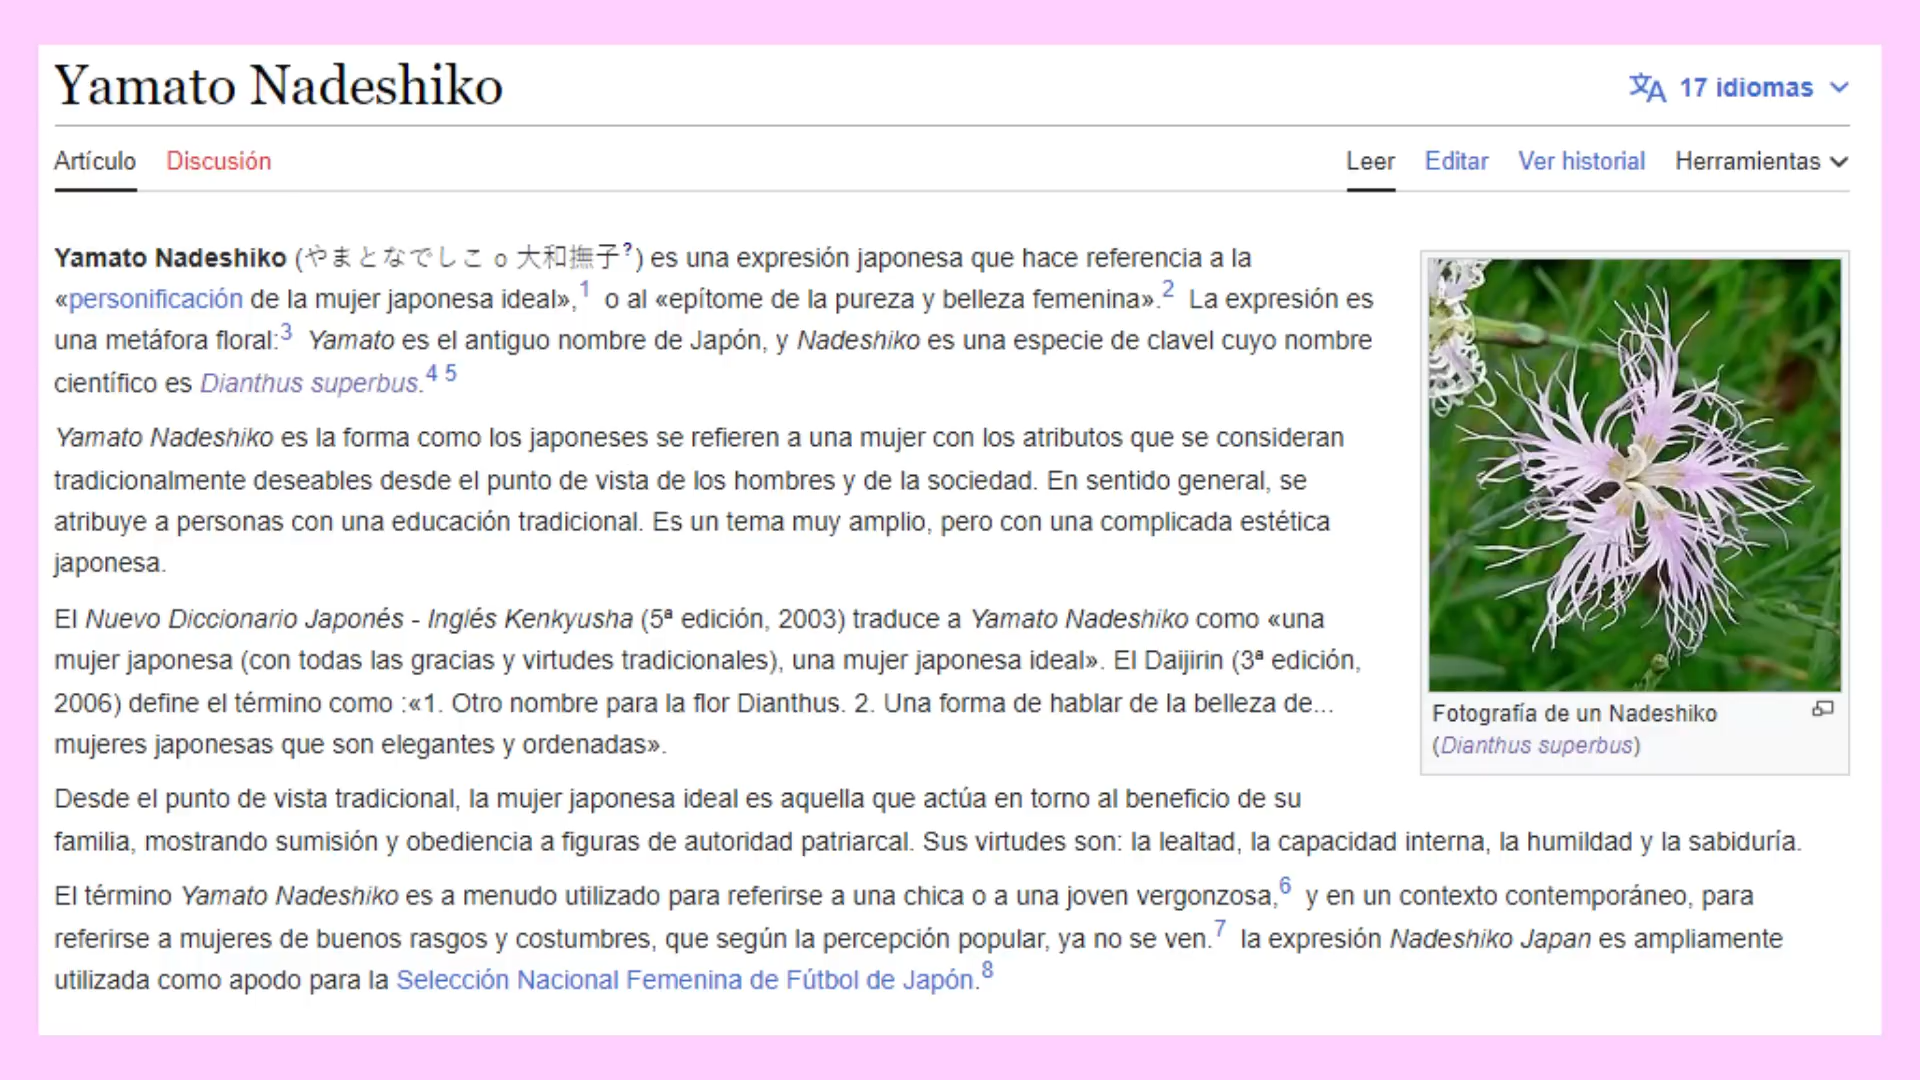 Yamato Nadeshiko
17 idiomas
Artículo Discusión
Leer Editar Ver historial Herramientas
Yamato Nadeshiko (やまとなでしこ o 大和撫子?) es una expresión japonesa que hace referencia a la
«personificación de la mujer japonesa ideal»,1 o al «epítome de la pureza y belleza femenina».2 La expresión es
una metáfora floral:3 Yamato es el antiguo nombre de Japón, y Nadeshiko es una especie de clavel cuyo nombre
científico es Dianthus superbus.4 5
Yamato Nadeshiko es la forma como los japoneses se refieren a una mujer con los atributos que se consideran
tradicionalmente deseables desde el punto de vista de los hombres y de la sociedad. En sentido general, se
atribuye a personas con una educación tradicional. Es un tema muy amplio, pero con una complicada estética
japonesa.
El Nuevo Diccionario Japonés - Inglés Kenkyusha (5ª edición, 2003) traduce a Yamato Nadeshiko como «una
mujer japonesa (con todas las gracias y virtudes tradicionales), una mujer japonesa ideal». El Daijirin (3ª edición,
2006) define el término como :«1. Otro nombre para la flor Dianthus. 2. Una forma de hablar de la belleza de...
mujeres japonesas que son elegantes y ordenadas».
Fotografía de un Nadeshiko
(Dianthus superbus)
Desde el punto de vista tradicional, la mujer japonesa ideal es aquella que actúa en torno al beneficio de su
familia, mostrando sumisión y obediencia a figuras de autoridad patriarcal. Sus virtudes son: la lealtad, la capacidad interna, la humildad y la sabiduría.
El término Yamato Nadeshiko es a menudo utilizado para referirse a una chica o a una joven vergonzosa,6 y en un contexto contemporáneo, para
referirse a mujeres de buenos rasgos y costumbres, que según la percepción popular, ya no se ven.7 la expresión Nadeshiko Japan es ampliamente
utilizada como apodo para la Selección Nacional Femenina de Fútbol de Japón.8